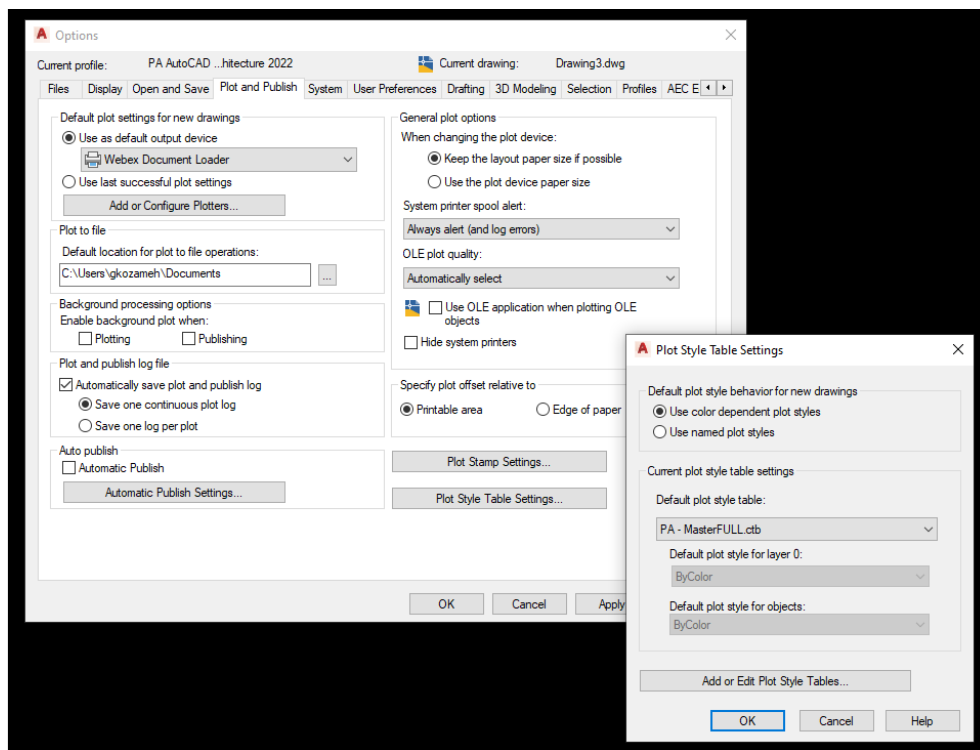 Options
Current profile: PA AutoCAD ...hitecture 2022 Current drawing: Drawing3.dwg
Files Display Open and Save Plot and Publish System User Preferences Drafting 3D Modeling Selection Profiles AEC E
Default plot settings for new drawings
Use as default output device
Webex Document Loader
Use last successful plot settings
Add or Configure Plotters...
Plot to file
Default location for plot to file operations:
C:\Users\gkozameh\Documents
...
Background processing options
Enable background plot when:
Plotting Publishing
Plot and publish log file
Automatically save plot and publish log
Save one continuous plot log
Save one log per plot
Auto publish
Automatic Publish
Automatic Publish Settings...
General plot options
When changing the plot device:
Keep the layout paper size if possible
Use the plot device paper size
System printer spool alert:
Always alert (and log errors)
OLE plot quality:
Automatically select
Use OLE application when plotting OLE
objects
Hide system printers
Specify plot offset relative to
Printable area Edge of paper
Plot Stamp Settings...
Plot Style Table Settings...
OK Cancel Apply
Plot Style Table Settings
Default plot style behavior for new drawings
Use color dependent plot styles
Use named plot styles
Current plot style table settings
Default plot style table:
PA - MasterFULL.ctb
Default plot style for layer 0:
ByColor
Default plot style for objects:
ByColor
Add or Edit Plot Style Tables...
OK Cancel Help